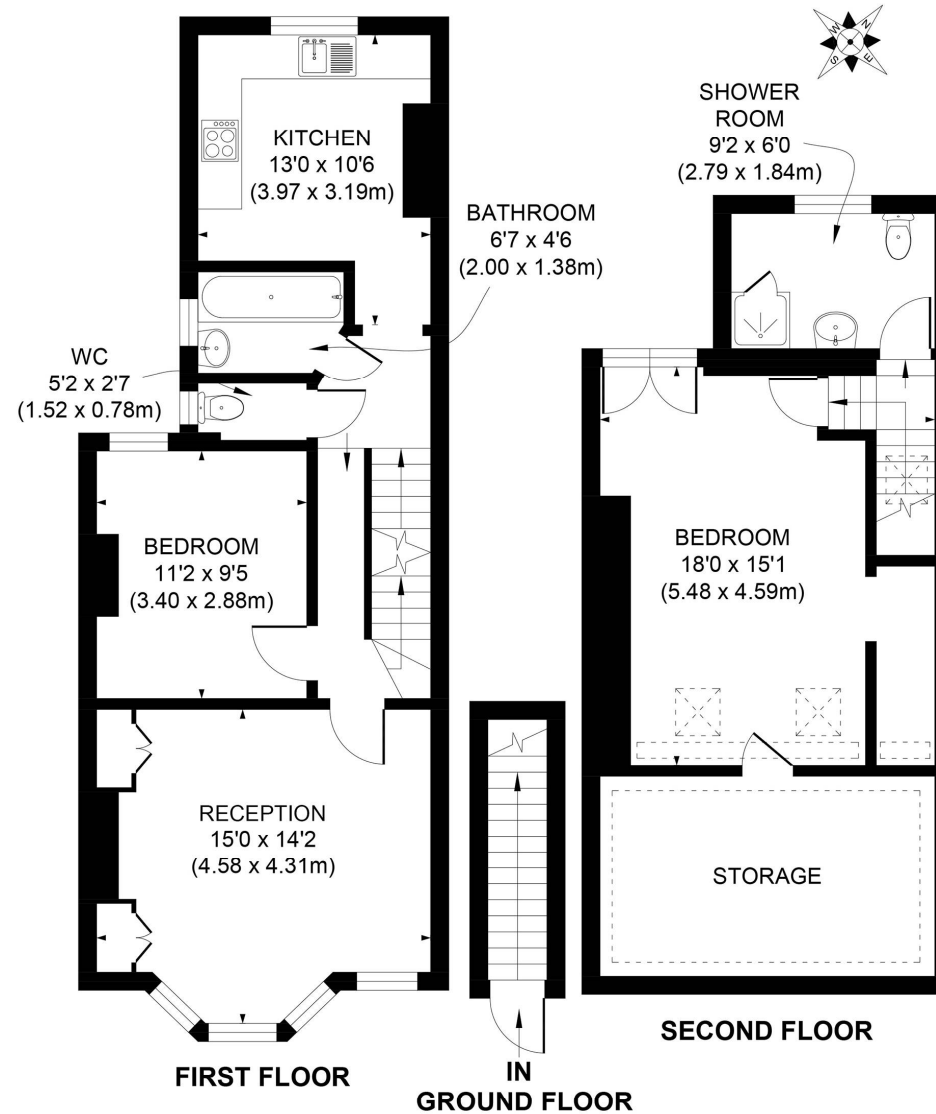 KITCHEN
13'0 x 10'6
(3.97 x 3.19m)
BATHROOM
6'7 x 4'6
(2.00 x 1.38m)
WC
5'2 x 2'7
(1.52 x 0.78m)
BEDROOM
11'2 x 9'5
(3.40 x 2.88m)
RECEPTION
15'0 x 14'2
(4.58 x 4.31m)
FIRST FLOOR
IN
GROUND FLOOR
W
N
S
E
SHOWER
ROOM
9'2 x 6'0
(2.79 x 1.84m)
BEDROOM
18'0 x 15'1
(5.48 x 4.59m)
STORAGE
SECOND FLOOR